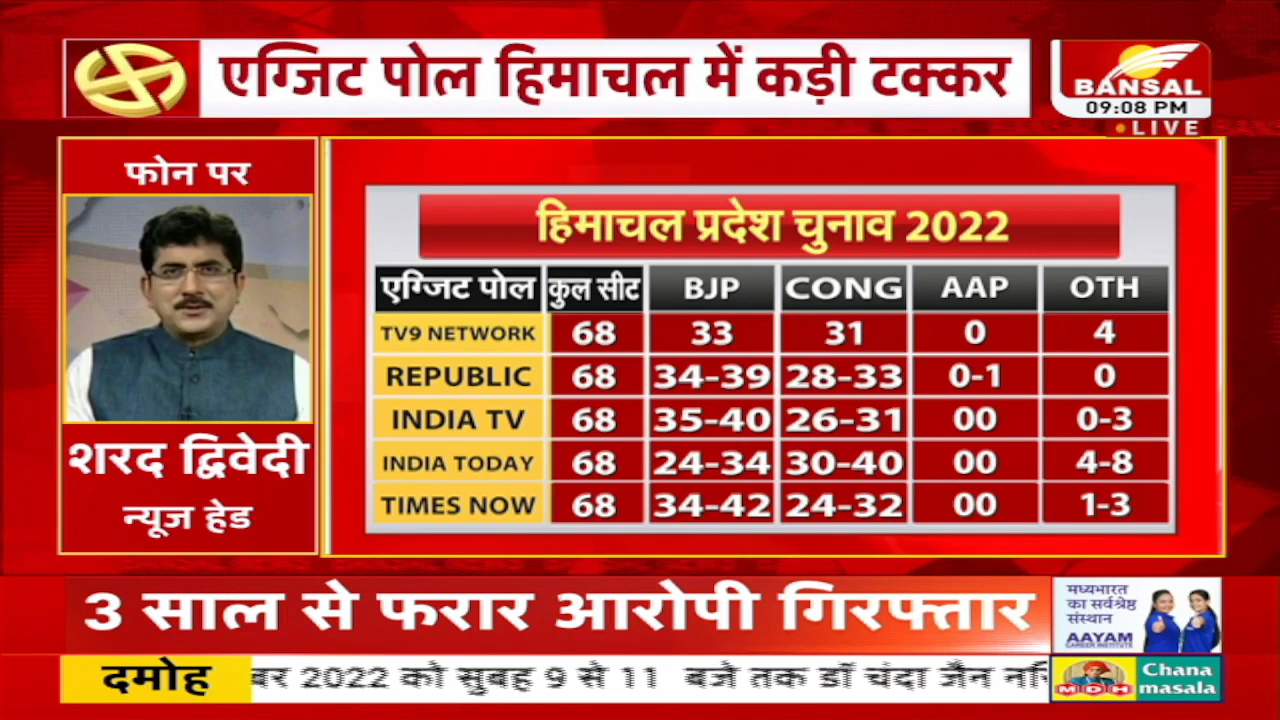 एग्जिट पोल हिमाचल में कड़ी टक्कर
BANSAL
09:08 PM
LIVE
फोन पर
शरद द्विवेदी
न्यूज हेड
हिमाचल प्रदेश चुनाव 2022
एग्जिट पोल कुल सीट BJP CONG AAP OTH
TV9 NETWORK 68 33 31 0 4
REPUBLIC 68 34-39 28-33 0-1 0
INDIA TV 68 35-40 26-31 00 0-3
INDIA TODAY 68 24-34 30-40 00 4-8
TIMES NOW 68 34-42 24-32 00 1-3
3 साल से फरार आरोपी गिरफ्तार
मध्यभारत
का सर्वश्रेष्ठ
संस्थान
AAYAM
CAREER INSTITUTE
दमोह
बर 2022 को सुबह 9 से 11 बजे तक डॉ चंदा जैन
MDH
Chana
masala